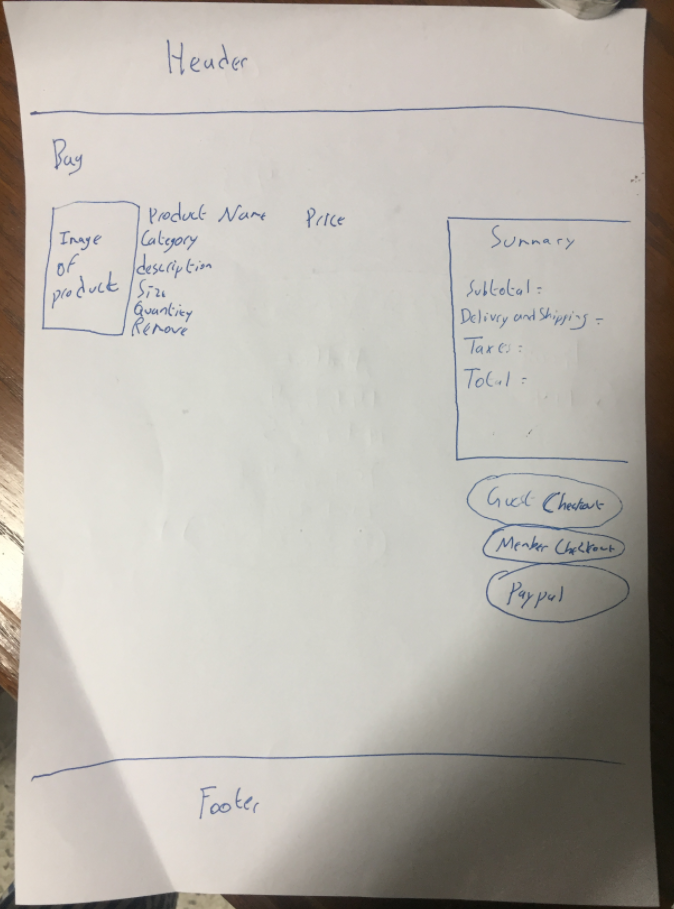 Header
Bag
Image
of
product
Product Name
Price
Category
description
Size
Quantity
Remove
Summary
Subtotal =
Delivery and Shipping =
Taxes :
Total =
Guest Checkout
Member Checkout
Paypal
Footer